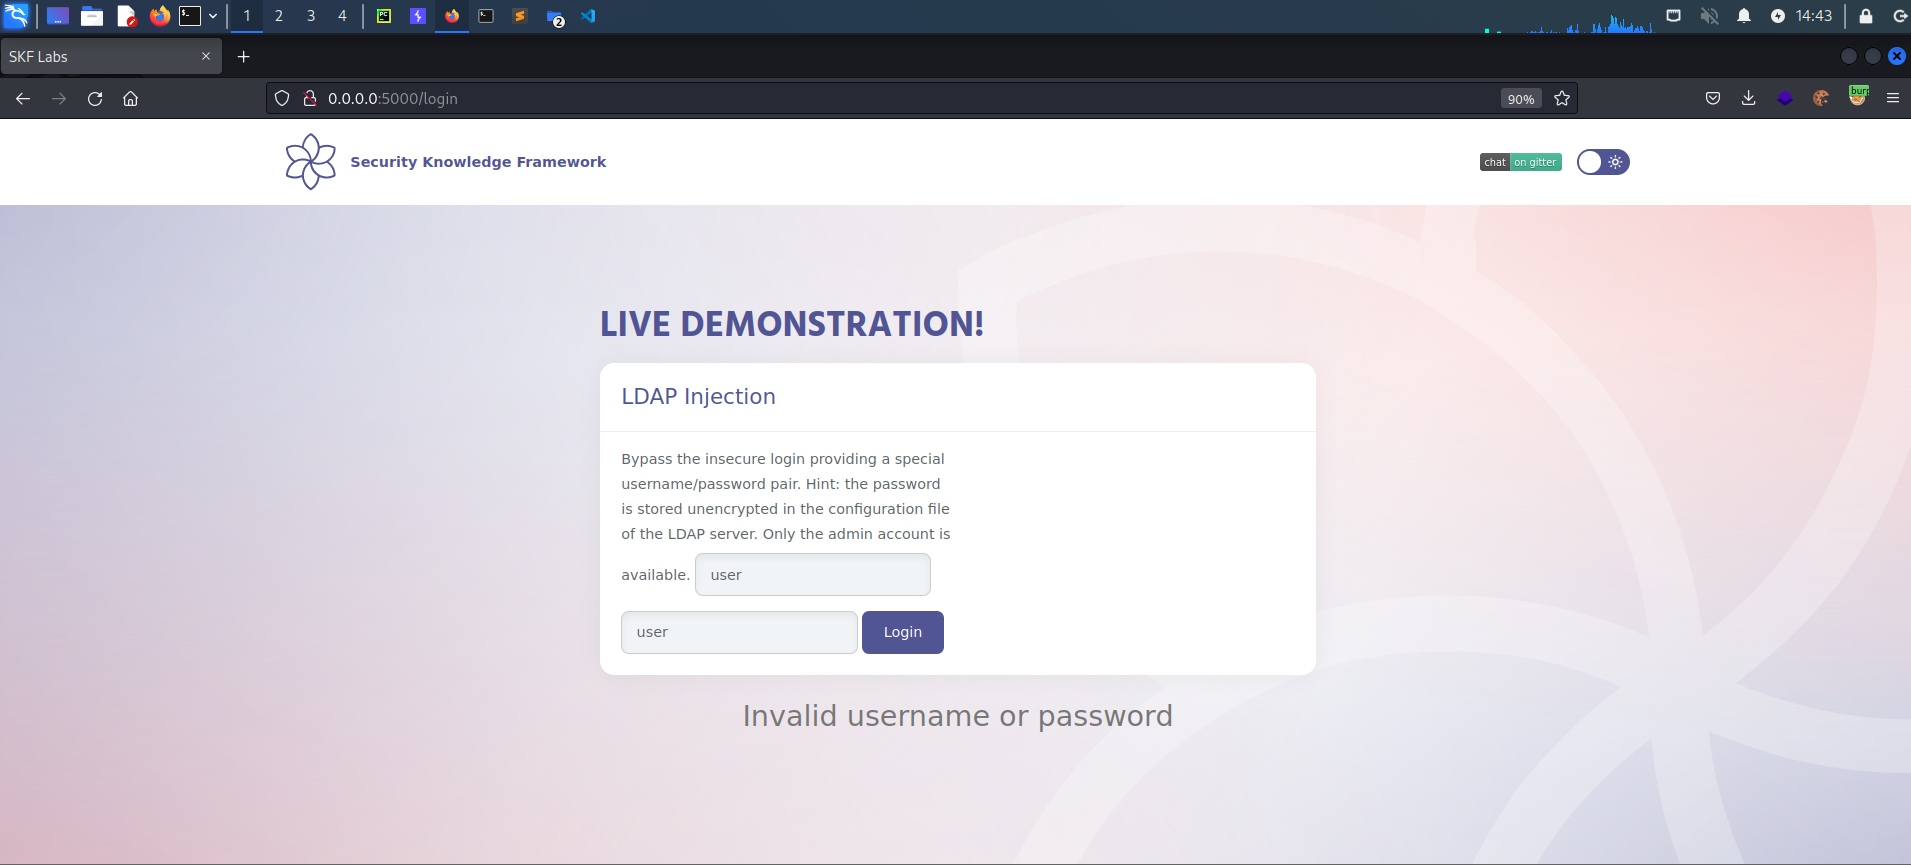 1 2 3 4
2
14:43
SKF Labs
0.0.0.0:5000/login
90%
burp
Security Knowledge Framework
chat on gitter
LIVE DEMONSTRATION!
LDAP Injection
Bypass the insecure login providing a special
username/password pair. Hint: the password
is stored unencrypted in the configuration file
of the LDAP server. Only the admin account is
available. user
user Login
Invalid username or password